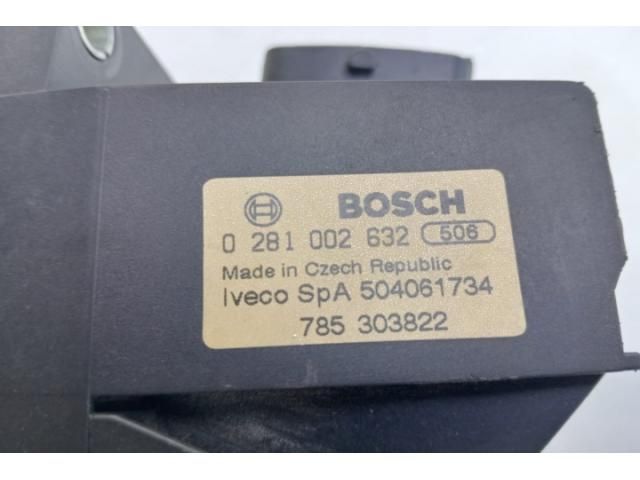 BOSCH
0 281 002 632 506
Made in Czech Republic
Iveco SpA 504061734
785 303822